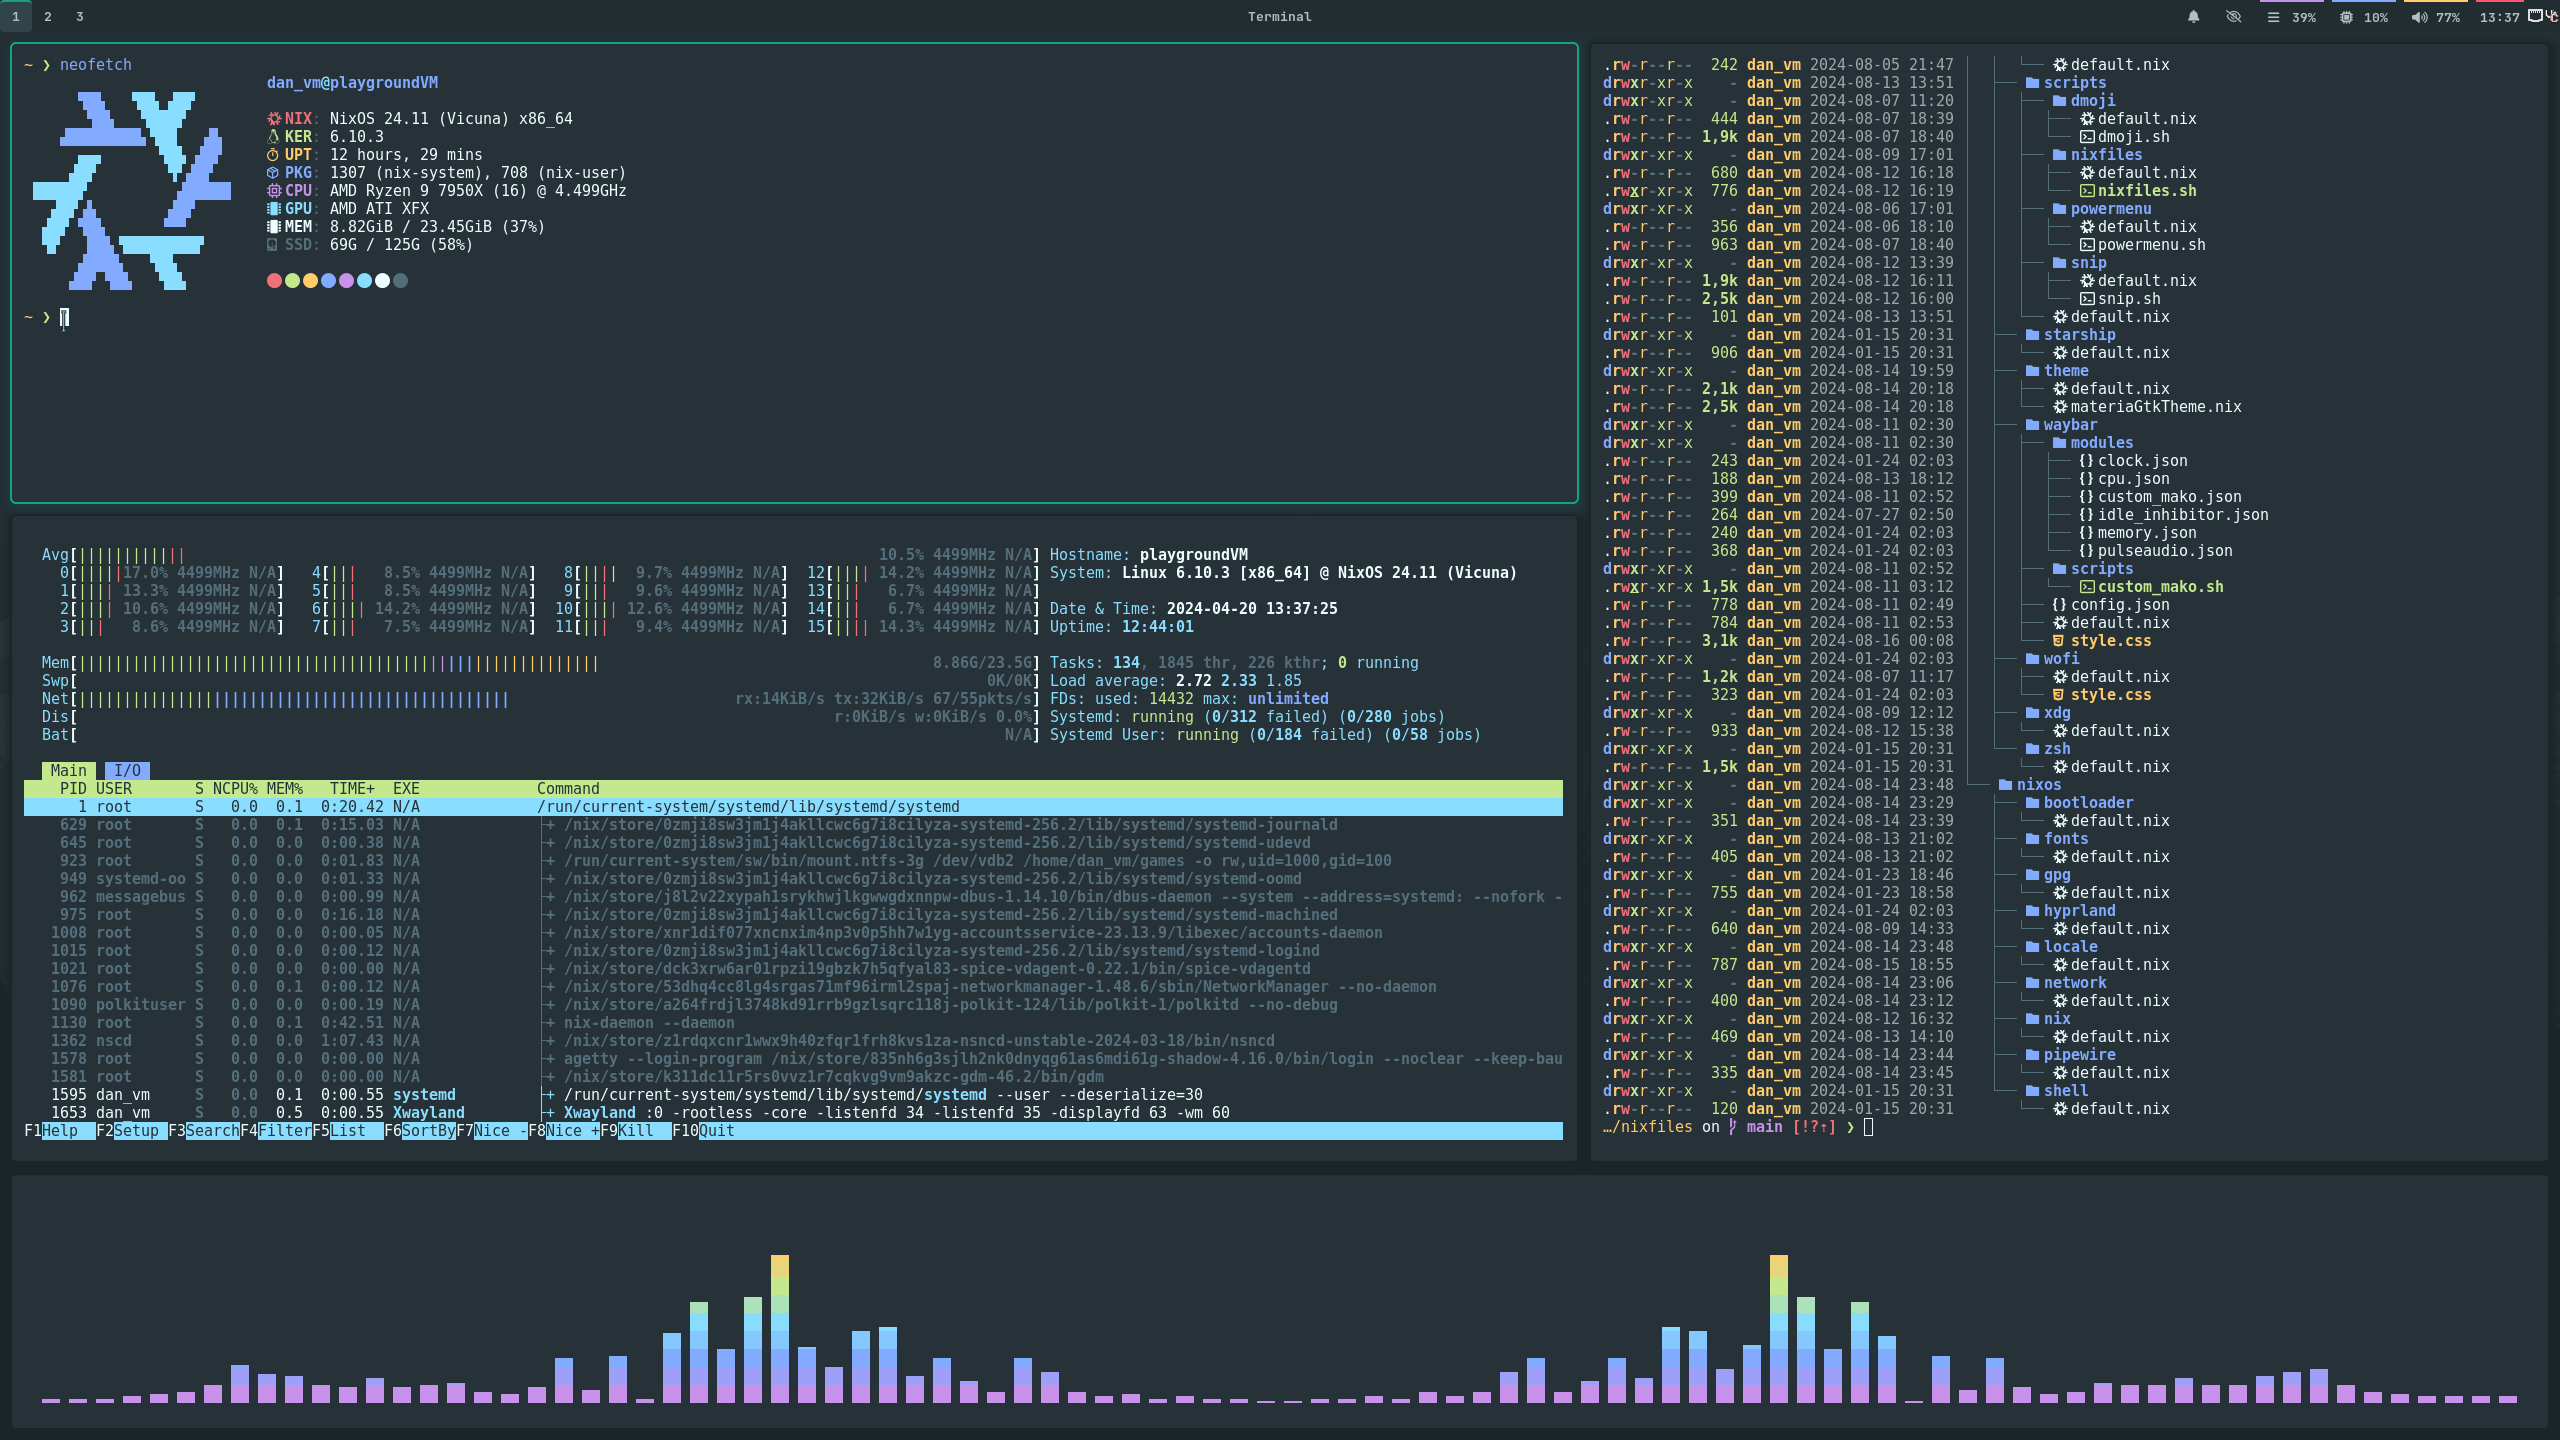 1 2 3
Terminal
39% 10% 77% 13:37
~ ❯ neofetch
dan_vm@playgroundVM
NIX: NixOS 24.11 (Vicuna) x86_64
KER: 6.10.3
UPT: 12 hours, 29 mins
PKG: 1307 (nix-system), 708 (nix-user)
CPU: AMD Ryzen 9 7950X (16) @ 4.499GHz
GPU: AMD ATI XFX
MEM: 8.82GiB / 23.45GiB (37%)
SSD: 69G / 125G (58%)
~ ❯
Avg[||||||||||||10.5% 4499MHz N/A] Hostname: playgroundVM
0[|||||17.0% 4499MHz N/A] 4[||| 8.5% 4499MHz N/A] 8[|||| 9.7% 4499MHz N/A] 12[|||| 14.2% 4499MHz N/A] System: Linux 6.10.3 [x86_64] @ NixOS 24.11 (Vicuna)
1[|||| 13.3% 4499MHz N/A] 5[||| 8.5% 4499MHz N/A] 9[||| 9.6% 4499MHz N/A] 13[||| 6.7% 4499MHz N/A]
2[|||| 10.6% 4499MHz N/A] 6[|||| 14.2% 4499MHz N/A] 10[|||| 12.6% 4499MHz N/A] 14[||| 6.7% 4499MHz N/A] Date & Time: 2024-04-20 13:37:25
3[||| 8.6% 4499MHz N/A] 7[||| 7.5% 4499MHz N/A] 11[||| 9.4% 4499MHz N/A] 15[|||| 14.3% 4499MHz N/A] Uptime: 12:44:01
Mem[ 8.86G/23.5G] Tasks: 134, 1845 thr, 226 kthr; 0 running
Swp[ 0K/0K] Load average: 2.72 2.33 1.85
Net[ rx:14KiB/s tx:32KiB/s 67/55pkts/s] FDs: used: 14432 max: unlimited
Dis[ r:0KiB/s w:0KiB/s 0.0%] Systemd: running (0/312 failed) (0/280 jobs)
Bat[ N/A] Systemd User: running (0/184 failed) (0/58 jobs)
Main I/O
PID USER S NCPU% MEM% TIME+ EXE Command
1 root S 0.0 0.1 0:20.42 N/A /run/current-system/systemd/lib/systemd/systemd
629 root S 0.0 0.1 0:15.03 N/A ├+ /nix/store/0zmji8sw3jm1j4akllcwc6g7i8cilyza-systemd-256.2/lib/systemd/systemd-journald
645 root S 0.0 0.0 0:00.38 N/A ├+ /nix/store/0zmji8sw3jm1j4akllcwc6g7i8cilyza-systemd-256.2/lib/systemd/systemd-udevd
923 root S 0.0 0.0 0:01.83 N/A ├+ /run/current-system/sw/bin/mount.ntfs-3g /dev/vdb2 /home/dan_vm/games -o rw,uid=1000,gid=100
949 systemd-oo S 0.0 0.0 0:01.33 N/A ├+ /nix/store/0zmji8sw3jm1j4akllcwc6g7i8cilyza-systemd-256.2/lib/systemd/systemd-oomd
962 messagebus S 0.0 0.0 0:00.99 N/A ├+ /nix/store/j8l2v22xypah1srykhwjlkgwwgdxnnpw-dbus-1.14.10/bin/dbus-daemon --system --address=systemd: --nofork -
975 root S 0.0 0.0 0:16.18 N/A ├+ /nix/store/0zmji8sw3jm1j4akllcwc6g7i8cilyza-systemd-256.2/lib/systemd/systemd-machined
1008 root S 0.0 0.0 0:00.05 N/A ├+ /nix/store/xnr1dif077xncnxim4np3v0p5hh7w1yg-accountsservice-23.13.9/libexec/accounts-daemon
1015 root S 0.0 0.0 0:00.12 N/A ├+ /nix/store/0zmji8sw3jm1j4akllcwc6g7i8cilyza-systemd-256.2/lib/systemd/systemd-logind
1021 root S 0.0 0.0 0:00.00 N/A ├+ /nix/store/dck3xrw6ar01rpzi19gbzk7h5qfyal83-spice-vdagent-0.22.1/bin/spice-vdagentd
1076 root S 0.0 0.1 0:00.12 N/A ├+ /nix/store/53dhq4cc8lg4srgas71mf96irml2spaj-networkmanager-1.48.6/sbin/NetworkManager --no-daemon
1090 polkituser S 0.0 0.0 0:00.19 N/A ├+ /nix/store/a264frdjl3748kd91rrb9gzlsqrc118j-polkit-124/lib/polkit-1/polkitd --no-debug
1130 root S 0.0 0.1 0:42.51 N/A ├+ nix-daemon --daemon
1362 nscd S 0.0 0.0 1:07.43 N/A ├+ /nix/store/z1rdqxcnr1wwx9h40zfqr1frh8kvs1za-nsncd-unstable-2024-03-18/bin/nsncd
1578 root S 0.0 0.0 0:00.00 N/A ├+ agetty --login-program /nix/store/835nh6g3sjlh2nk0dnyqg61as6mdi61g-shadow-4.16.0/bin/login --noclear --keep-bau
1581 root S 0.0 0.0 0:00.00 N/A ├+ /nix/store/k311dc11r5rs0vvz1r7cqkvg9vm9akzc-gdm-46.2/bin/gdm
1595 dan_vm S 0.0 0.1 0:00.55 systemd ├+ /run/current-system/systemd/lib/systemd/systemd --user --deserialize=30
1653 dan_vm S 0.0 0.5 0:00.55 Xwayland ├+ Xwayland :0 -rootless -core -listenfd 34 -listenfd 35 -displayfd 63 -wm 60
F1Help F2Setup F3SearchF4FilterF5List F6SortByF7Nice -F8Nice +F9Kill F10Quit
.rw-r--r-- 242 dan_vm 2024-08-05 21:47 default.nix
drwxr-xr-x - dan_vm 2024-08-13 13:51 scripts
drwxr-xr-x - dan_vm 2024-08-07 11:20 dmoji
.rw-r--r-- 444 dan_vm 2024-08-07 18:39 default.nix
.rw-r--r-- 1,9k dan_vm 2024-08-07 18:40 dmoji.sh
drwxr-xr-x - dan_vm 2024-08-09 17:01 nixfiles
.rw-r--r-- 680 dan_vm 2024-08-12 16:18 default.nix
.rwxr-xr-x 776 dan_vm 2024-08-12 16:19 nixfiles.sh
drwxr-xr-x - dan_vm 2024-08-06 17:01 powermenu
.rw-r--r-- 356 dan_vm 2024-08-06 18:10 default.nix
.rw-r--r-- 963 dan_vm 2024-08-07 18:40 powermenu.sh
drwxr-xr-x - dan_vm 2024-08-12 13:39 snip
.rw-r--r-- 1,9k dan_vm 2024-08-12 16:11 default.nix
.rw-r--r-- 2,5k dan_vm 2024-08-12 16:00 snip.sh
.rw-r--r-- 101 dan_vm 2024-08-13 13:51 default.nix
drwxr-xr-x - dan_vm 2024-01-15 20:31 starship
.rw-r--r-- 906 dan_vm 2024-01-15 20:31 default.nix
drwxr-xr-x - dan_vm 2024-08-14 19:59 theme
.rw-r--r-- 2,1k dan_vm 2024-08-14 20:18 default.nix
.rw-r--r-- 2,5k dan_vm 2024-08-14 20:18 materiaGtkTheme.nix
drwxr-xr-x - dan_vm 2024-08-11 02:30 waybar
drwxr-xr-x - dan_vm 2024-08-11 02:30 modules
.rw-r--r-- 243 dan_vm 2024-01-24 02:03 clock.json
.rw-r--r-- 188 dan_vm 2024-08-13 18:12 cpu.json
.rw-r--r-- 399 dan_vm 2024-08-11 02:52 custom_mako.json
.rw-r--r-- 264 dan_vm 2024-07-27 02:50 idle_inhibitor.json
.rw-r--r-- 240 dan_vm 2024-01-24 02:03 memory.json
.rw-r--r-- 368 dan_vm 2024-01-24 02:03 pulseaudio.json
drwxr-xr-x - dan_vm 2024-08-11 02:52 scripts
.rwxr-xr-x 1,5k dan_vm 2024-08-11 03:12 custom_mako.sh
.rw-r--r-- 778 dan_vm 2024-08-11 02:49 config.json
.rw-r--r-- 784 dan_vm 2024-08-11 02:53 default.nix
.rw-r--r-- 3,1k dan_vm 2024-08-16 00:08 style.css
drwxr-xr-x - dan_vm 2024-01-24 02:03 wofi
.rw-r--r-- 1,2k dan_vm 2024-08-07 11:17 default.nix
.rw-r--r-- 323 dan_vm 2024-01-24 02:03 style.css
drwxr-xr-x - dan_vm 2024-08-09 12:12 xdg
.rw-r--r-- 933 dan_vm 2024-08-12 15:38 default.nix
drwxr-xr-x - dan_vm 2024-01-15 20:31 zsh
.rw-r--r-- 1,5k dan_vm 2024-01-15 20:31 default.nix
drwxr-xr-x - dan_vm 2024-08-14 23:48 nixos
drwxr-xr-x - dan_vm 2024-08-14 23:29 bootloader
.rw-r--r-- 351 dan_vm 2024-08-14 23:39 default.nix
drwxr-xr-x - dan_vm 2024-08-13 21:02 fonts
.rw-r--r-- 405 dan_vm 2024-08-13 21:02 default.nix
drwxr-xr-x - dan_vm 2024-01-23 18:46 gpg
.rw-r--r-- 755 dan_vm 2024-01-23 18:58 default.nix
drwxr-xr-x - dan_vm 2024-01-24 02:03 hyprland
.rw-r--r-- 640 dan_vm 2024-08-09 14:33 default.nix
drwxr-xr-x - dan_vm 2024-08-14 23:48 locale
.rw-r--r-- 787 dan_vm 2024-08-15 18:55 default.nix
drwxr-xr-x - dan_vm 2024-08-14 23:06 network
.rw-r--r-- 400 dan_vm 2024-08-14 23:12 default.nix
drwxr-xr-x - dan_vm 2024-08-12 16:32 nix
.rw-r--r-- 469 dan_vm 2024-08-13 14:10 default.nix
drwxr-xr-x - dan_vm 2024-08-14 23:44 pipewire
.rw-r--r-- 335 dan_vm 2024-08-14 23:45 default.nix
drwxr-xr-x - dan_vm 2024-01-15 20:31 shell
.rw-r--r-- 120 dan_vm 2024-01-15 20:31 default.nix
…/nixfiles on main [!?⇡] ❯